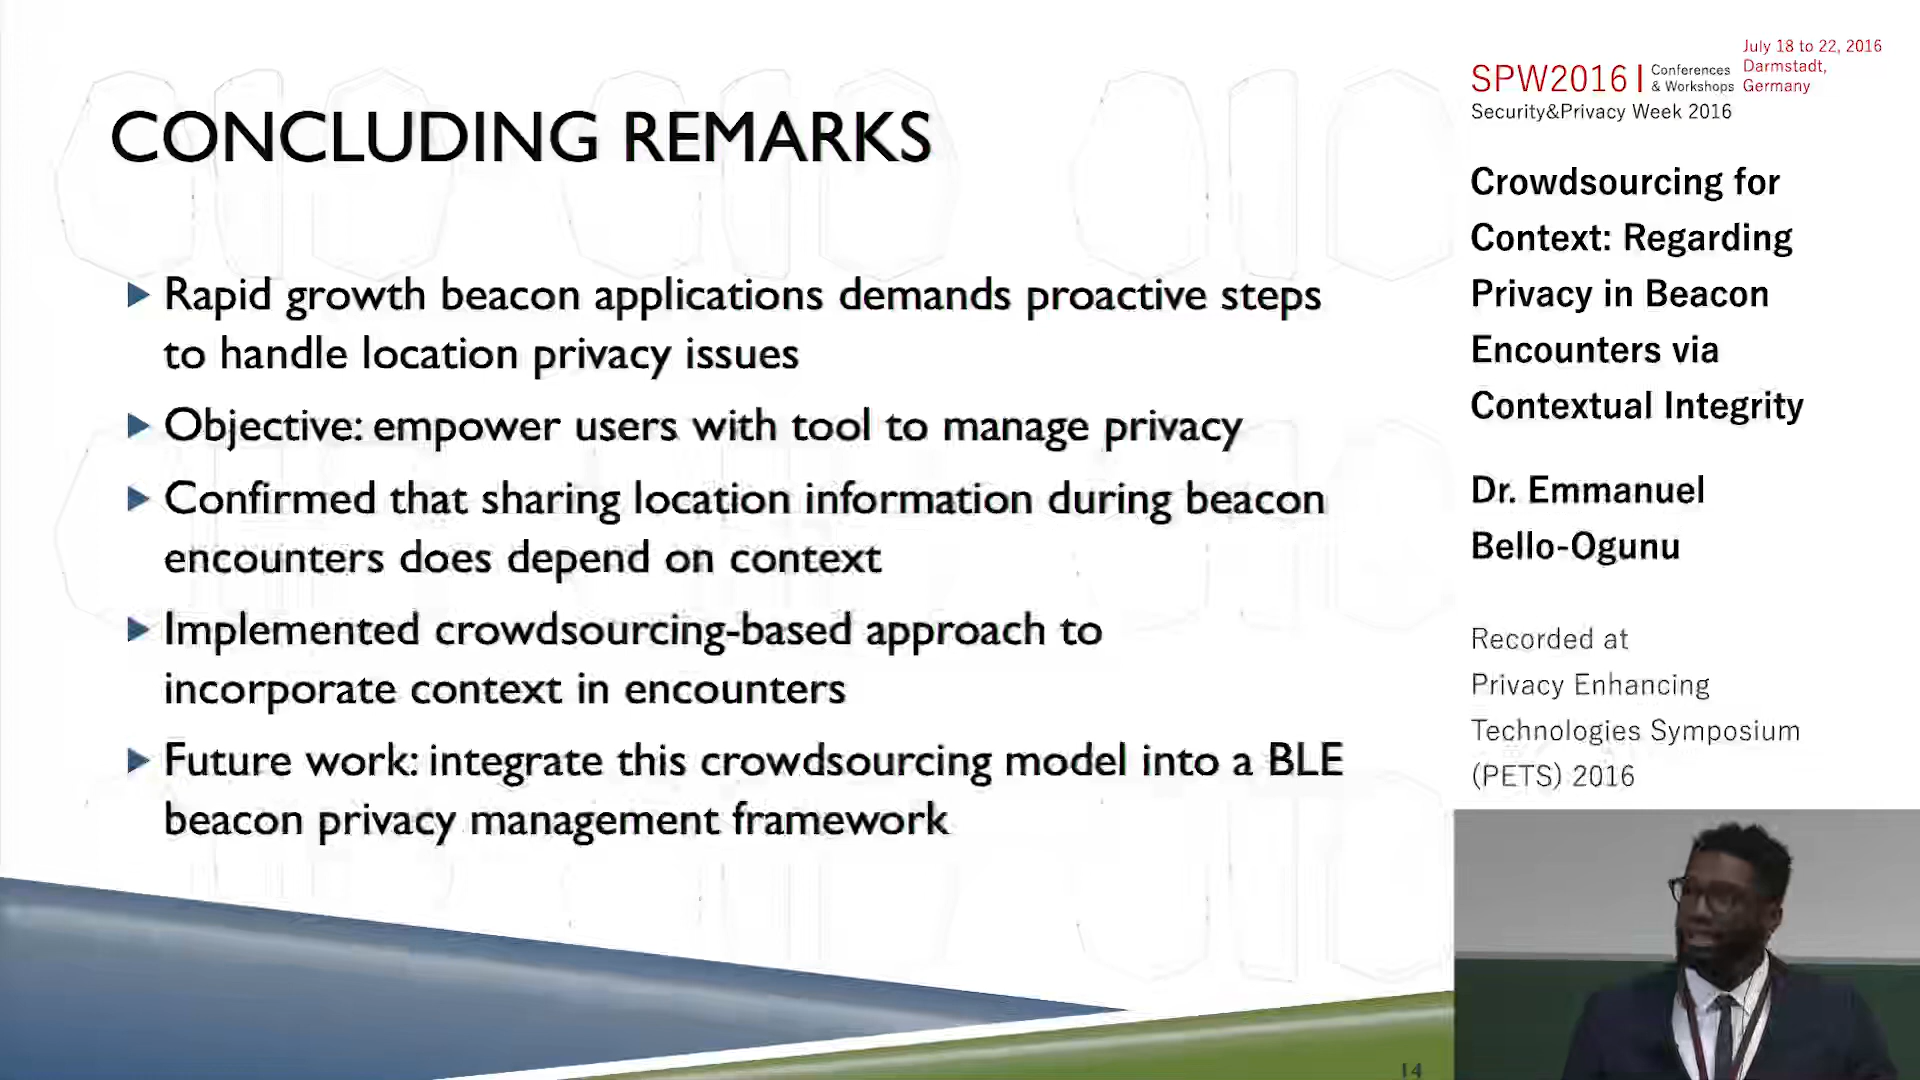 CONCLUDING REMARKS
Rapid growth beacon applications demands proactive steps
to handle location privacy issues
Objective: empower users with tool to manage privacy
Confirmed that sharing location information during beacon
encounters does depend on context
Implemented crowdsourcing-based approach to
incorporate context in encounters
Future work: integrate this crowdsourcing model into a BLE
beacon privacy management framework
14
SPW2016 | Conferences & Workshops
Security&Privacy Week 2016
July 18 to 22, 2016
Darmstadt,
Germany
Crowdsourcing for
Context: Regarding
Privacy in Beacon
Encounters via
Contextual Integrity
Dr. Emmanuel
Bello-Ogunu
Recorded at
Privacy Enhancing
Technologies Symposium
(PETS) 2016